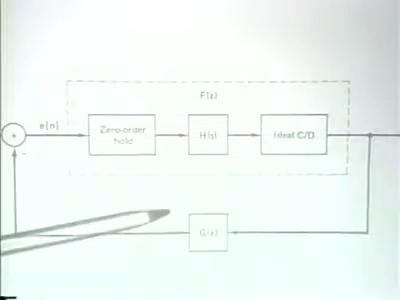 F(z)
e[n]
+
Zero-order
hold
H(s)
Ideal C/D
-
G(z)